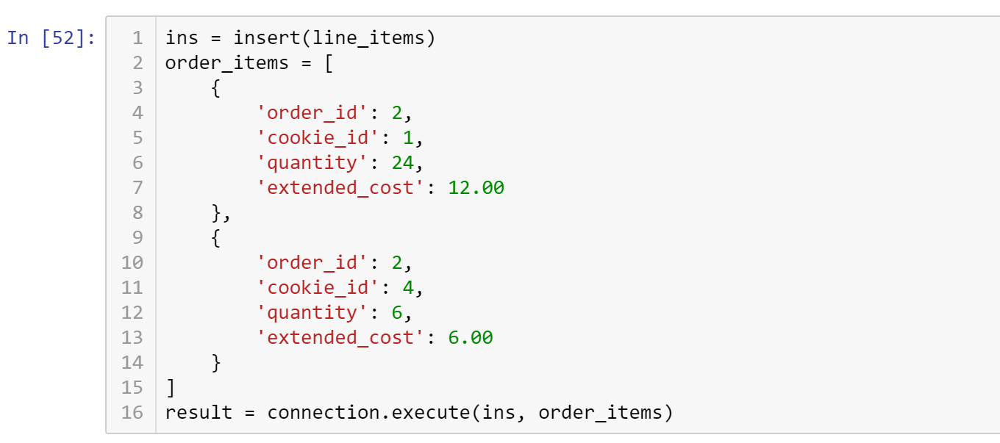 In [52]: 1 ins = insert(line_items)
2 order_items = [
3     {
4         'order_id': 2,
5         'cookie_id': 1,
6         'quantity': 24,
7         'extended_cost': 12.00
8     },
9     {
10         'order_id': 2,
11         'cookie_id': 4,
12         'quantity': 6,
13         'extended_cost': 6.00
14     }
15 ]
16 result = connection.execute(ins, order_items)